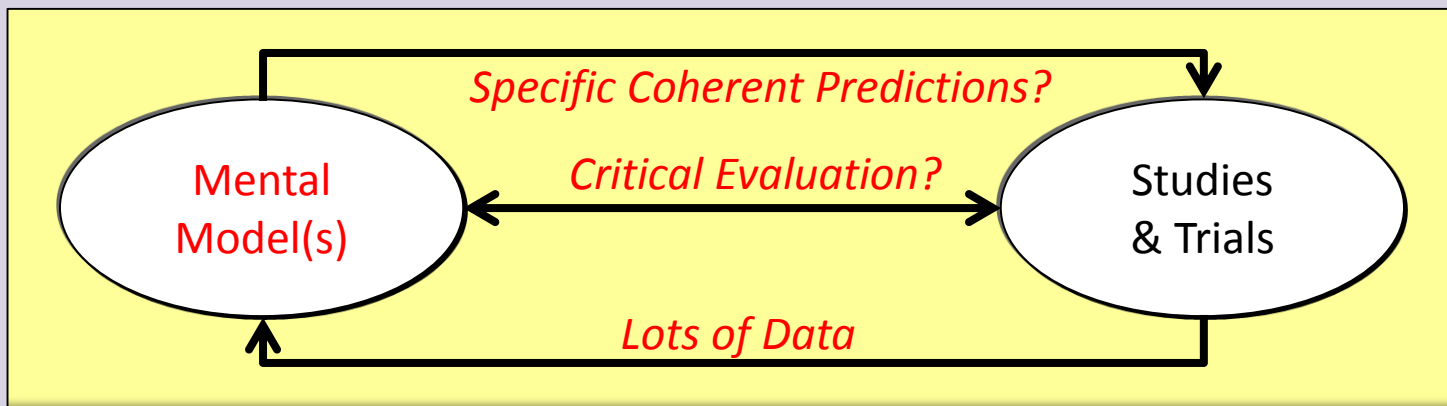 Specific Coherent Predictions?
Mental
Model(s)
Critical Evaluation?
Studies
& Trials
Lots of Data